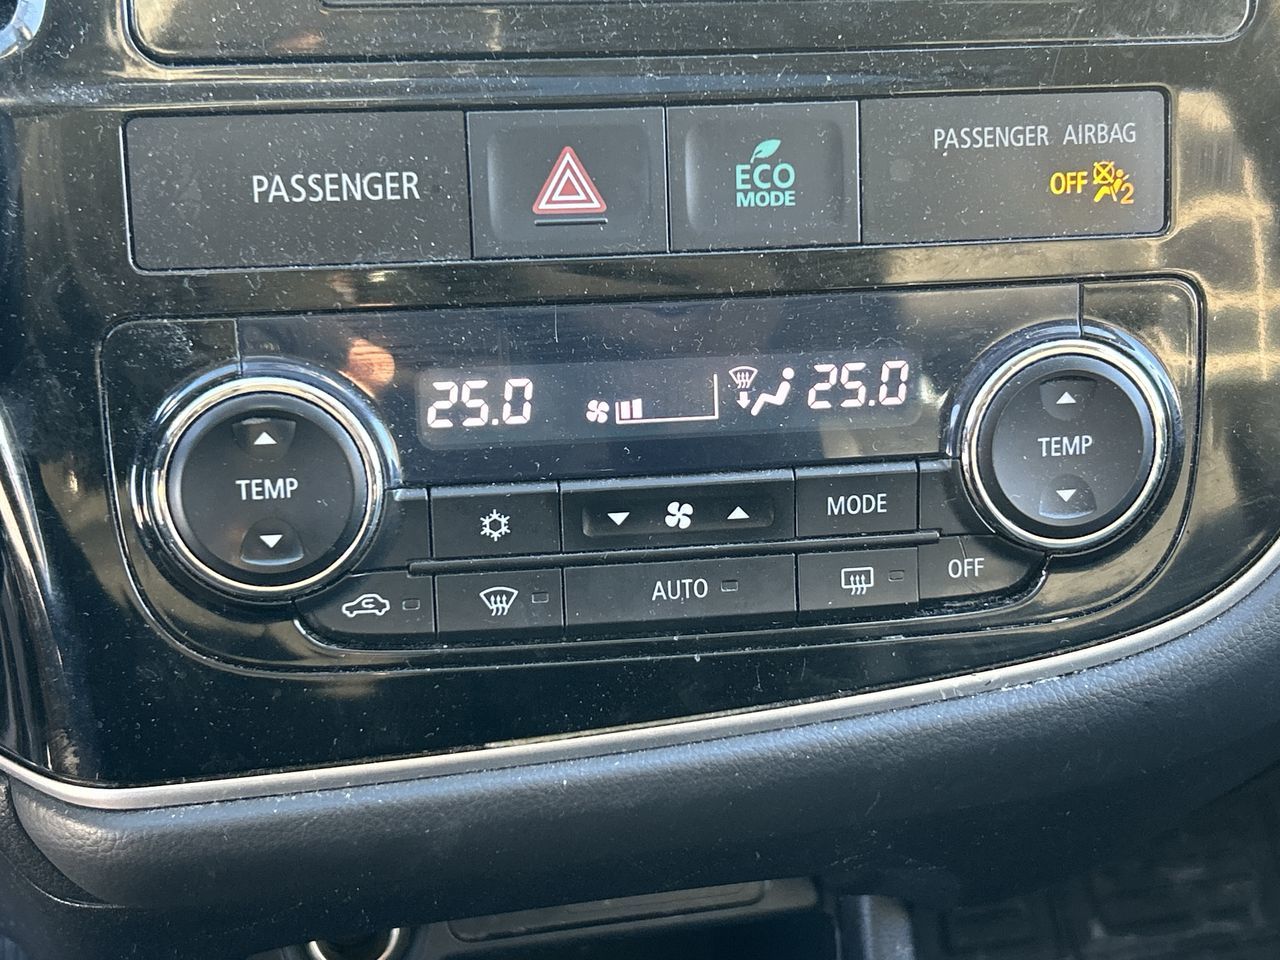 PASSENGER
ECO
MODE
PASSENGER AIRBAG
OFF 2
25.0
25.0
TEMP
TEMP
MODE
AUTO
OFF